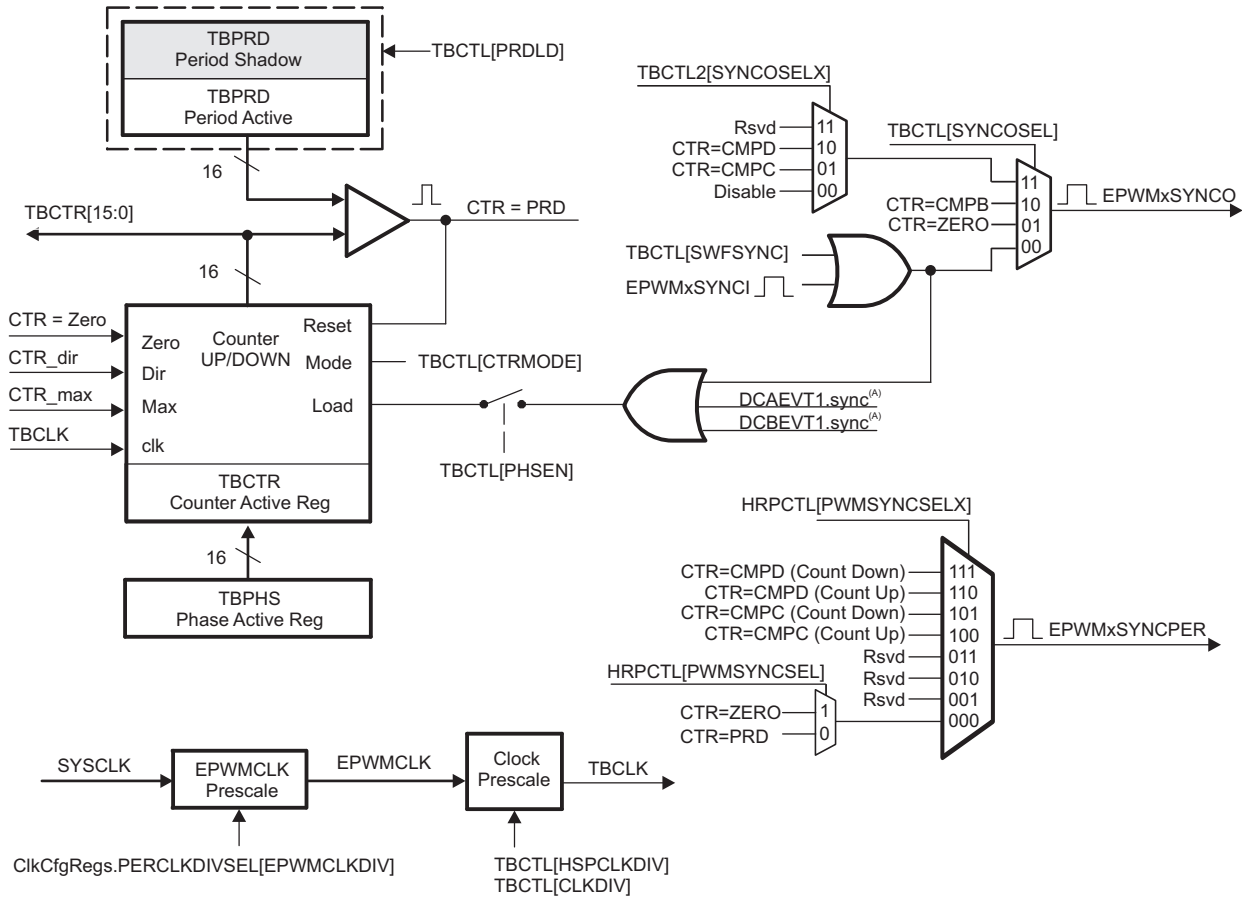 TBPRD
Period Shadow
TBPRD
Period Active
TBCTL[PRDLD]
16
TBCTR[15:0]
CTR = PRD
16
CTR = Zero
CTR_dir
CTR_max
TBCLK
Zero
Dir
Max
clk
Counter
UP/DOWN
Reset
Mode
Load
TBCTR
Counter Active Reg
16
TBPHS
Phase Active Reg
TBCTL[CTRMODE]
TBCTL[PHSEN]
TBCTL2[SYNCOSELX]
Rsvd 11
CTR=CMPD 10
CTR=CMPC 01
Disable 00
TBCTL[SYNCOSEL]
11
CTR=CMPB 10
CTR=ZERO 01
00
EPWMxSYNCO
TBCTL[SWFSYNC]
EPWMxSYNCI
DCAEVT1.sync(A)
DCBEVT1.sync(A)
HRPCTL[PWMSYNCSELX]
CTR=CMPD (Count Down) 111
CTR=CMPD (Count Up) 110
CTR=CMPC (Count Down) 101
CTR=CMPC (Count Up) 100
Rsvd 011
Rsvd 010
Rsvd 001
000
EPWMxSYNCPER
HRPCTL[PWMSYNCSEL]
CTR=ZERO 1
CTR=PRD 0
SYSCLK
EPWMCLK
Prescale
EPWMCLK
Clock
Prescale
TBCLK
ClkCfgRegs.PERCLKDIVSEL[EPWMCLKDIV]
TBCTL[HSPCLKDIV]
TBCTL[CLKDIV]